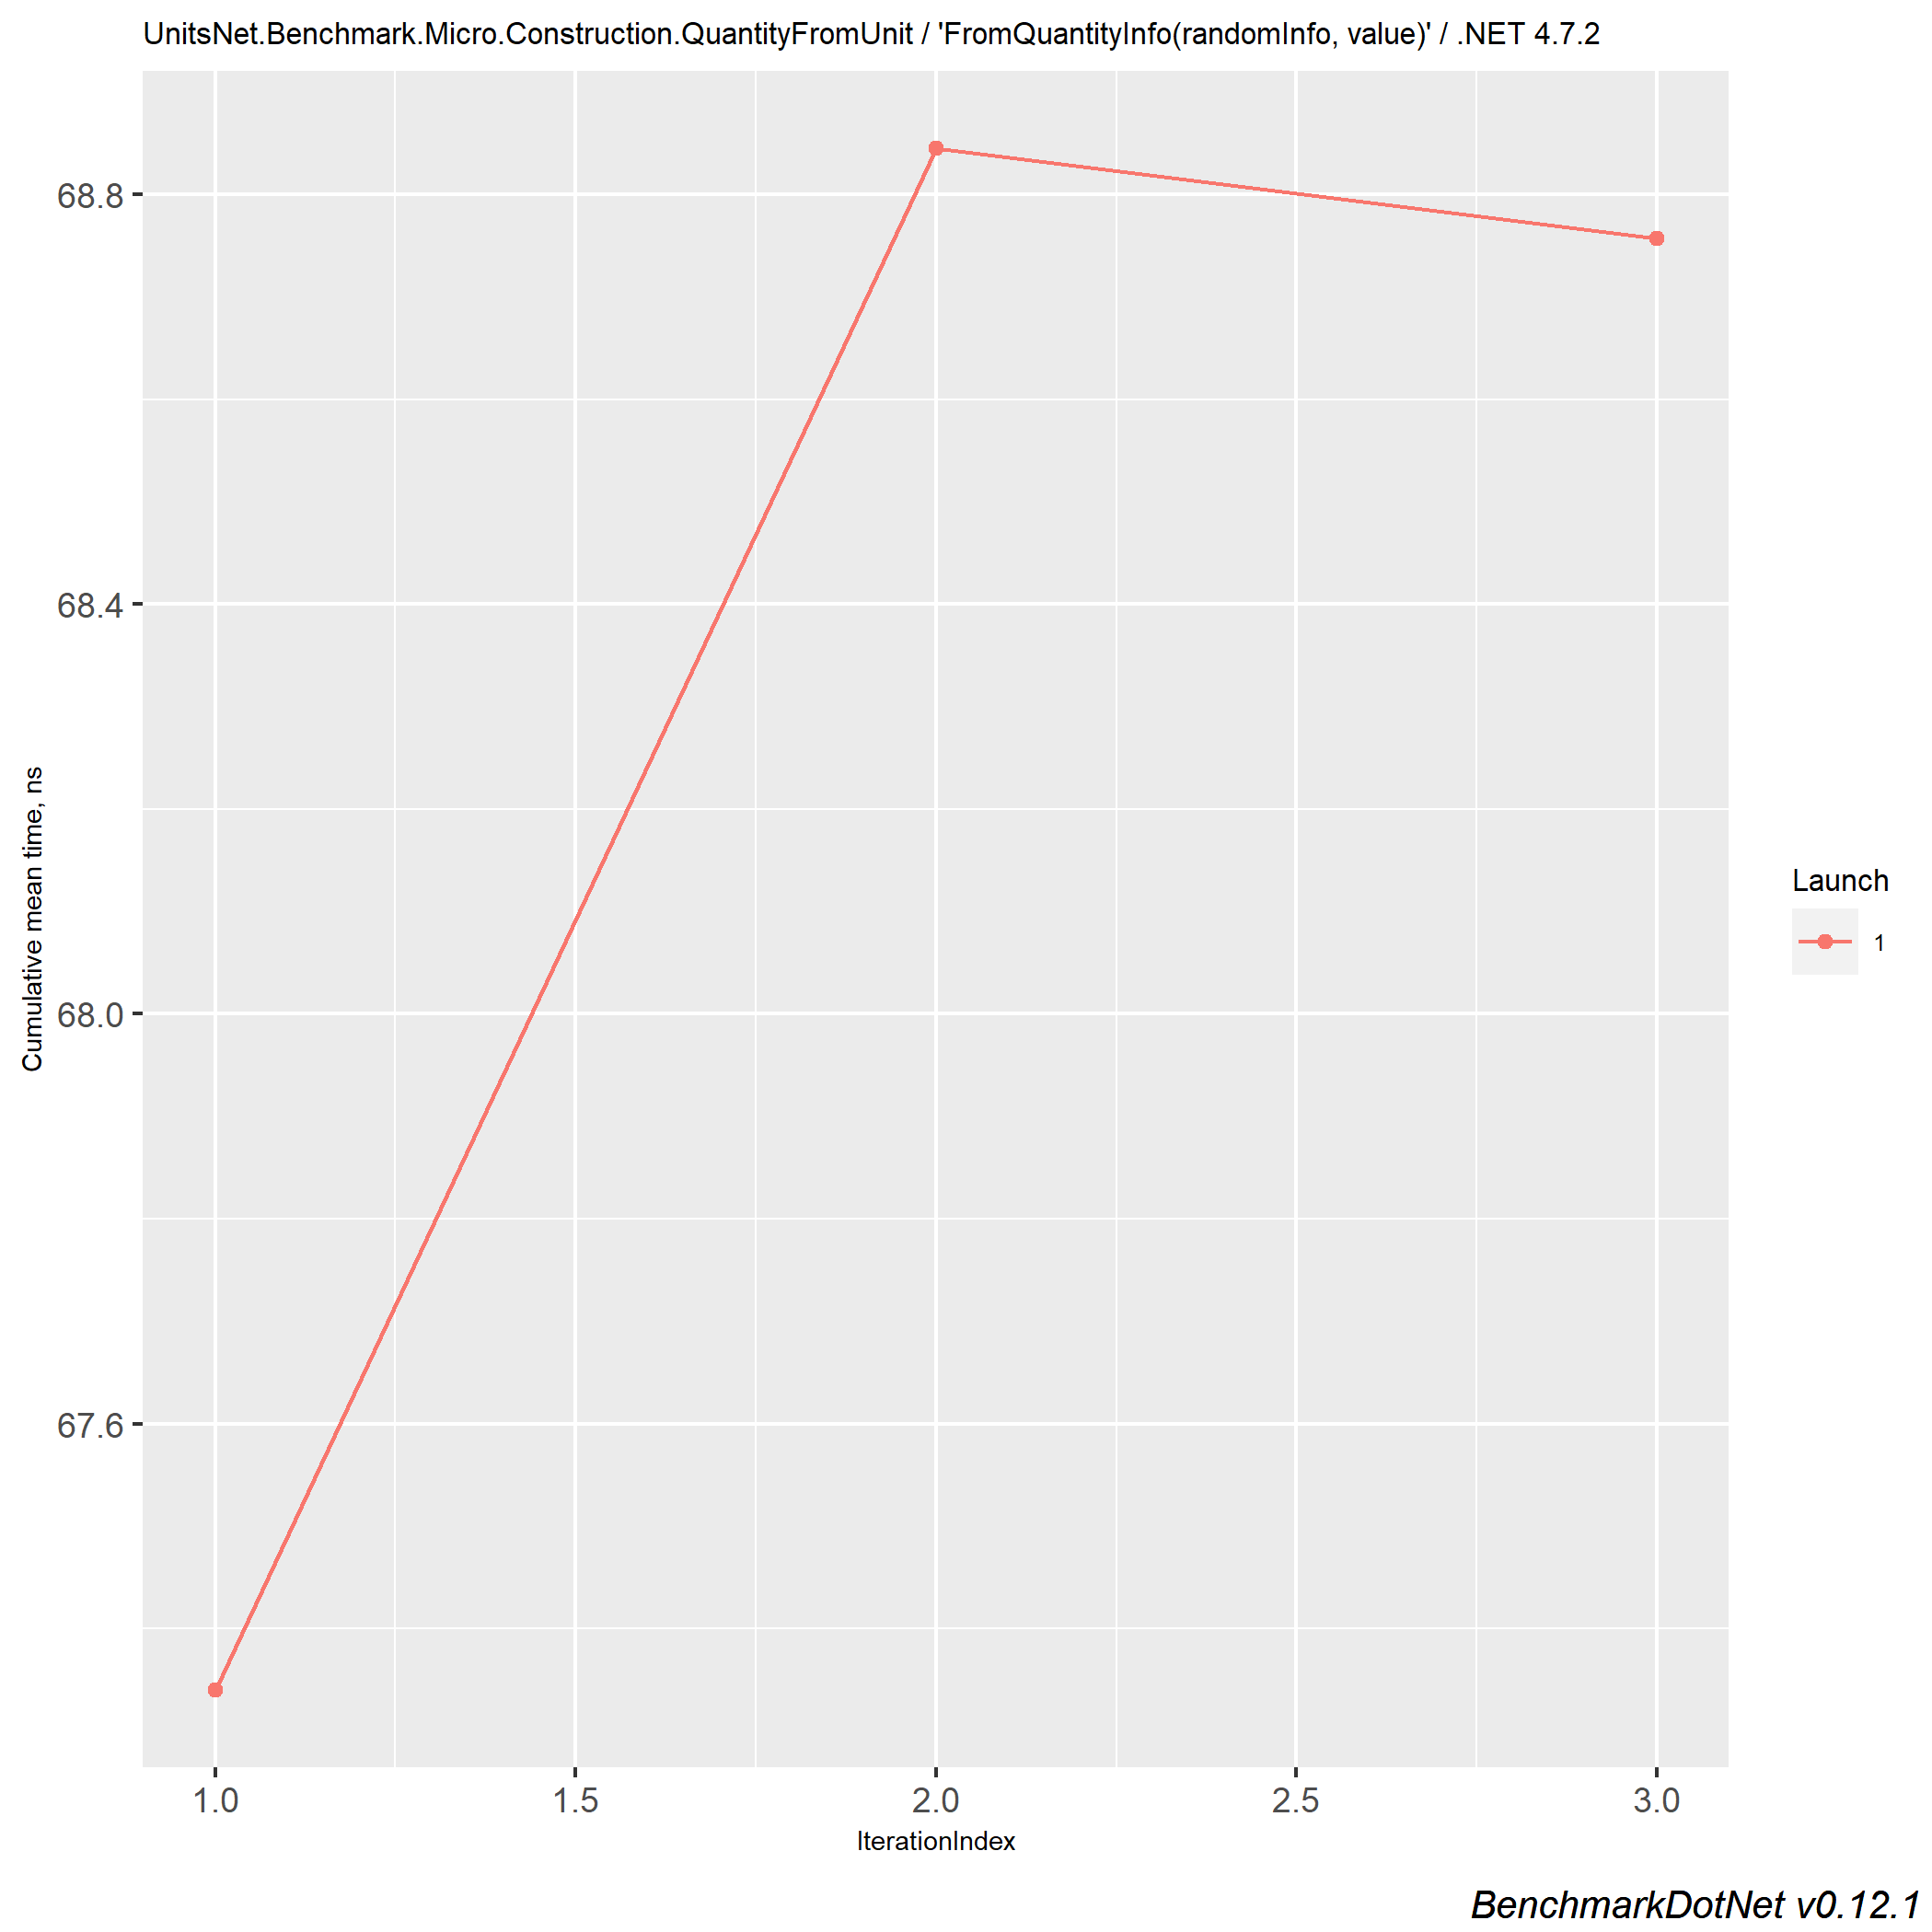 UnitsNet.Benchmark.Micro.Construction.QuantityFromUnit / 'FromQuantityInfo(randomInfo, value)' / .NET 4.7.2
68.8
68.4
68.0
67.6
Cumulative mean time, ns
1.0 1.5 2.0 2.5 3.0
IterationIndex
Launch
1
BenchmarkDotNet v0.12.1